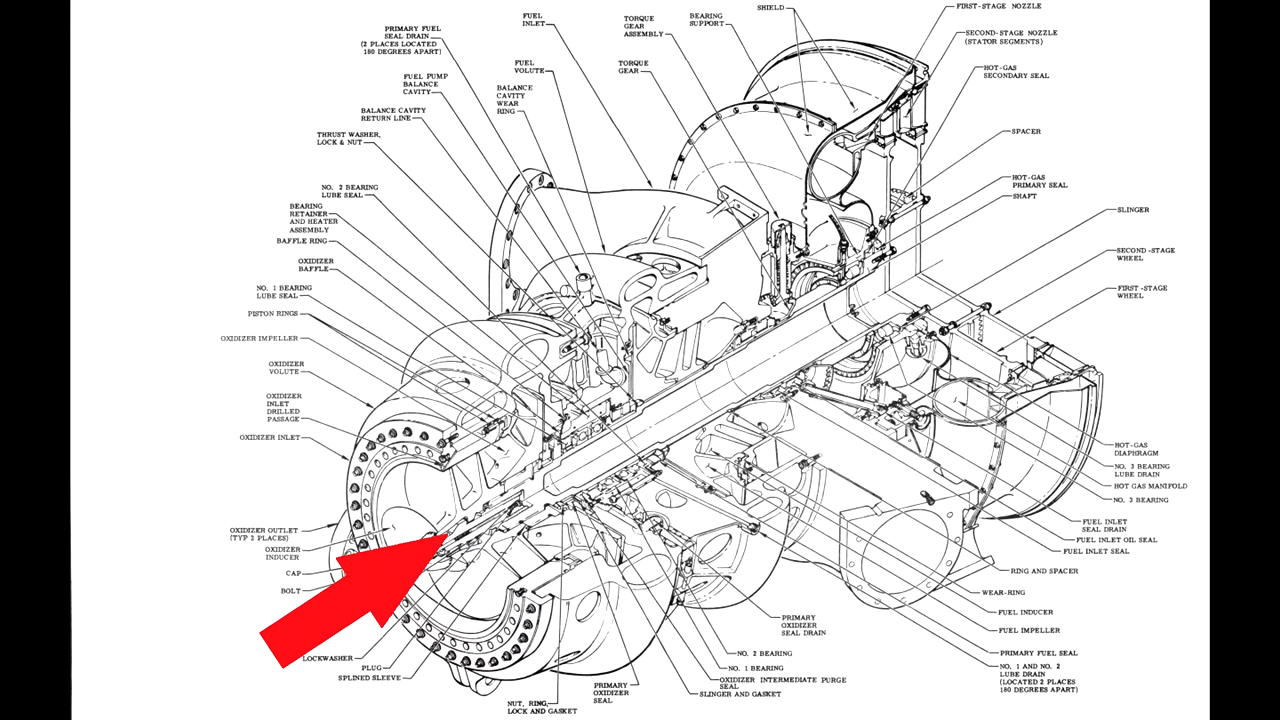 PRIMARY FUEL
SEAL DRAIN
(2 PLACES LOCATED
180 DEGREES APART)
FUEL PUMP
BALANCE
CAVITY
BALANCE CAVITY
RETURN LINE
THRUST WASHER,
LOCK & NUT
NO. 2 BEARING
LUBE SEAL
BEARING
RETAINER
AND HEATER
ASSEMBLY
BAFFLE RING
OXIDIZER
BAFFLE
NO. 1 BEARING
LUBE SEAL
PISTON RINGS
OXIDIZER IMPELLER
OXIDIZER
VOLUTE
OXIDIZER
INLET
DRILLED
PASSAGE
OXIDIZER INLET
OXIDIZER OUTLET
(TYP 2 PLACES)
OXIDIZER
INDUCER
CAP
BOLT
LOCKWASHER
PLUG
SPLINED SLEEVE
NUT, RING,
LOCK AND GASKET
PRIMARY
OXIDIZER
SEAL
FUEL
INLET
FUEL
VOLUTE
BALANCE
CAVITY
WEAR
RING
TORQUE
GEAR
ASSEMBLY
TORQUE
GEAR
BEARING
SUPPORT
SHIELD
FIRST-STAGE NOZZLE
SECOND-STAGE NOZZLE
(STATOR SEGMENTS)
HOT-GAS
SECONDARY SEAL
SPACER
HOT-GAS
PRIMARY SEAL
SHAFT
SLINGER
SECOND-STAGE
WHEEL
FIRST-STAGE
WHEEL
HOT-GAS
DIAPHRAGM
NO. 3 BEARING
LUBE DRAIN
HOT GAS MANIFOLD
NO. 3 BEARING
FUEL INLET
SEAL DRAIN
FUEL INLET OIL SEAL
FUEL INLET SEAL
RING AND SPACER
WEAR-RING
FUEL INDUCER
FUEL IMPELLER
PRIMARY FUEL SEAL
NO. 1 AND NO. 2
LUBE DRAIN
(LOCATED 2 PLACES
180 DEGREES APART)
PRIMARY
OXIDIZER
SEAL DRAIN
NO. 2 BEARING
NO. 1 BEARING
OXIDIZER INTERMEDIATE PURGE
SEAL
SLINGER AND GASKET